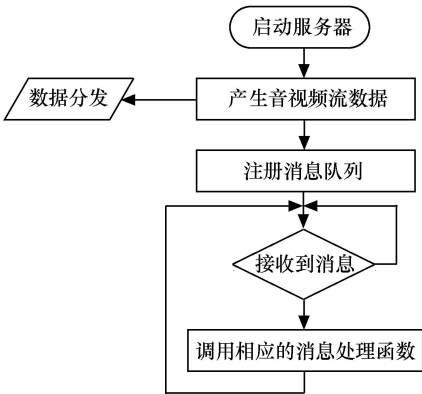 启动服务器
数据分发
产生音视频流数据
注册消息队列
接收到消息
调用相应的消息处理函数